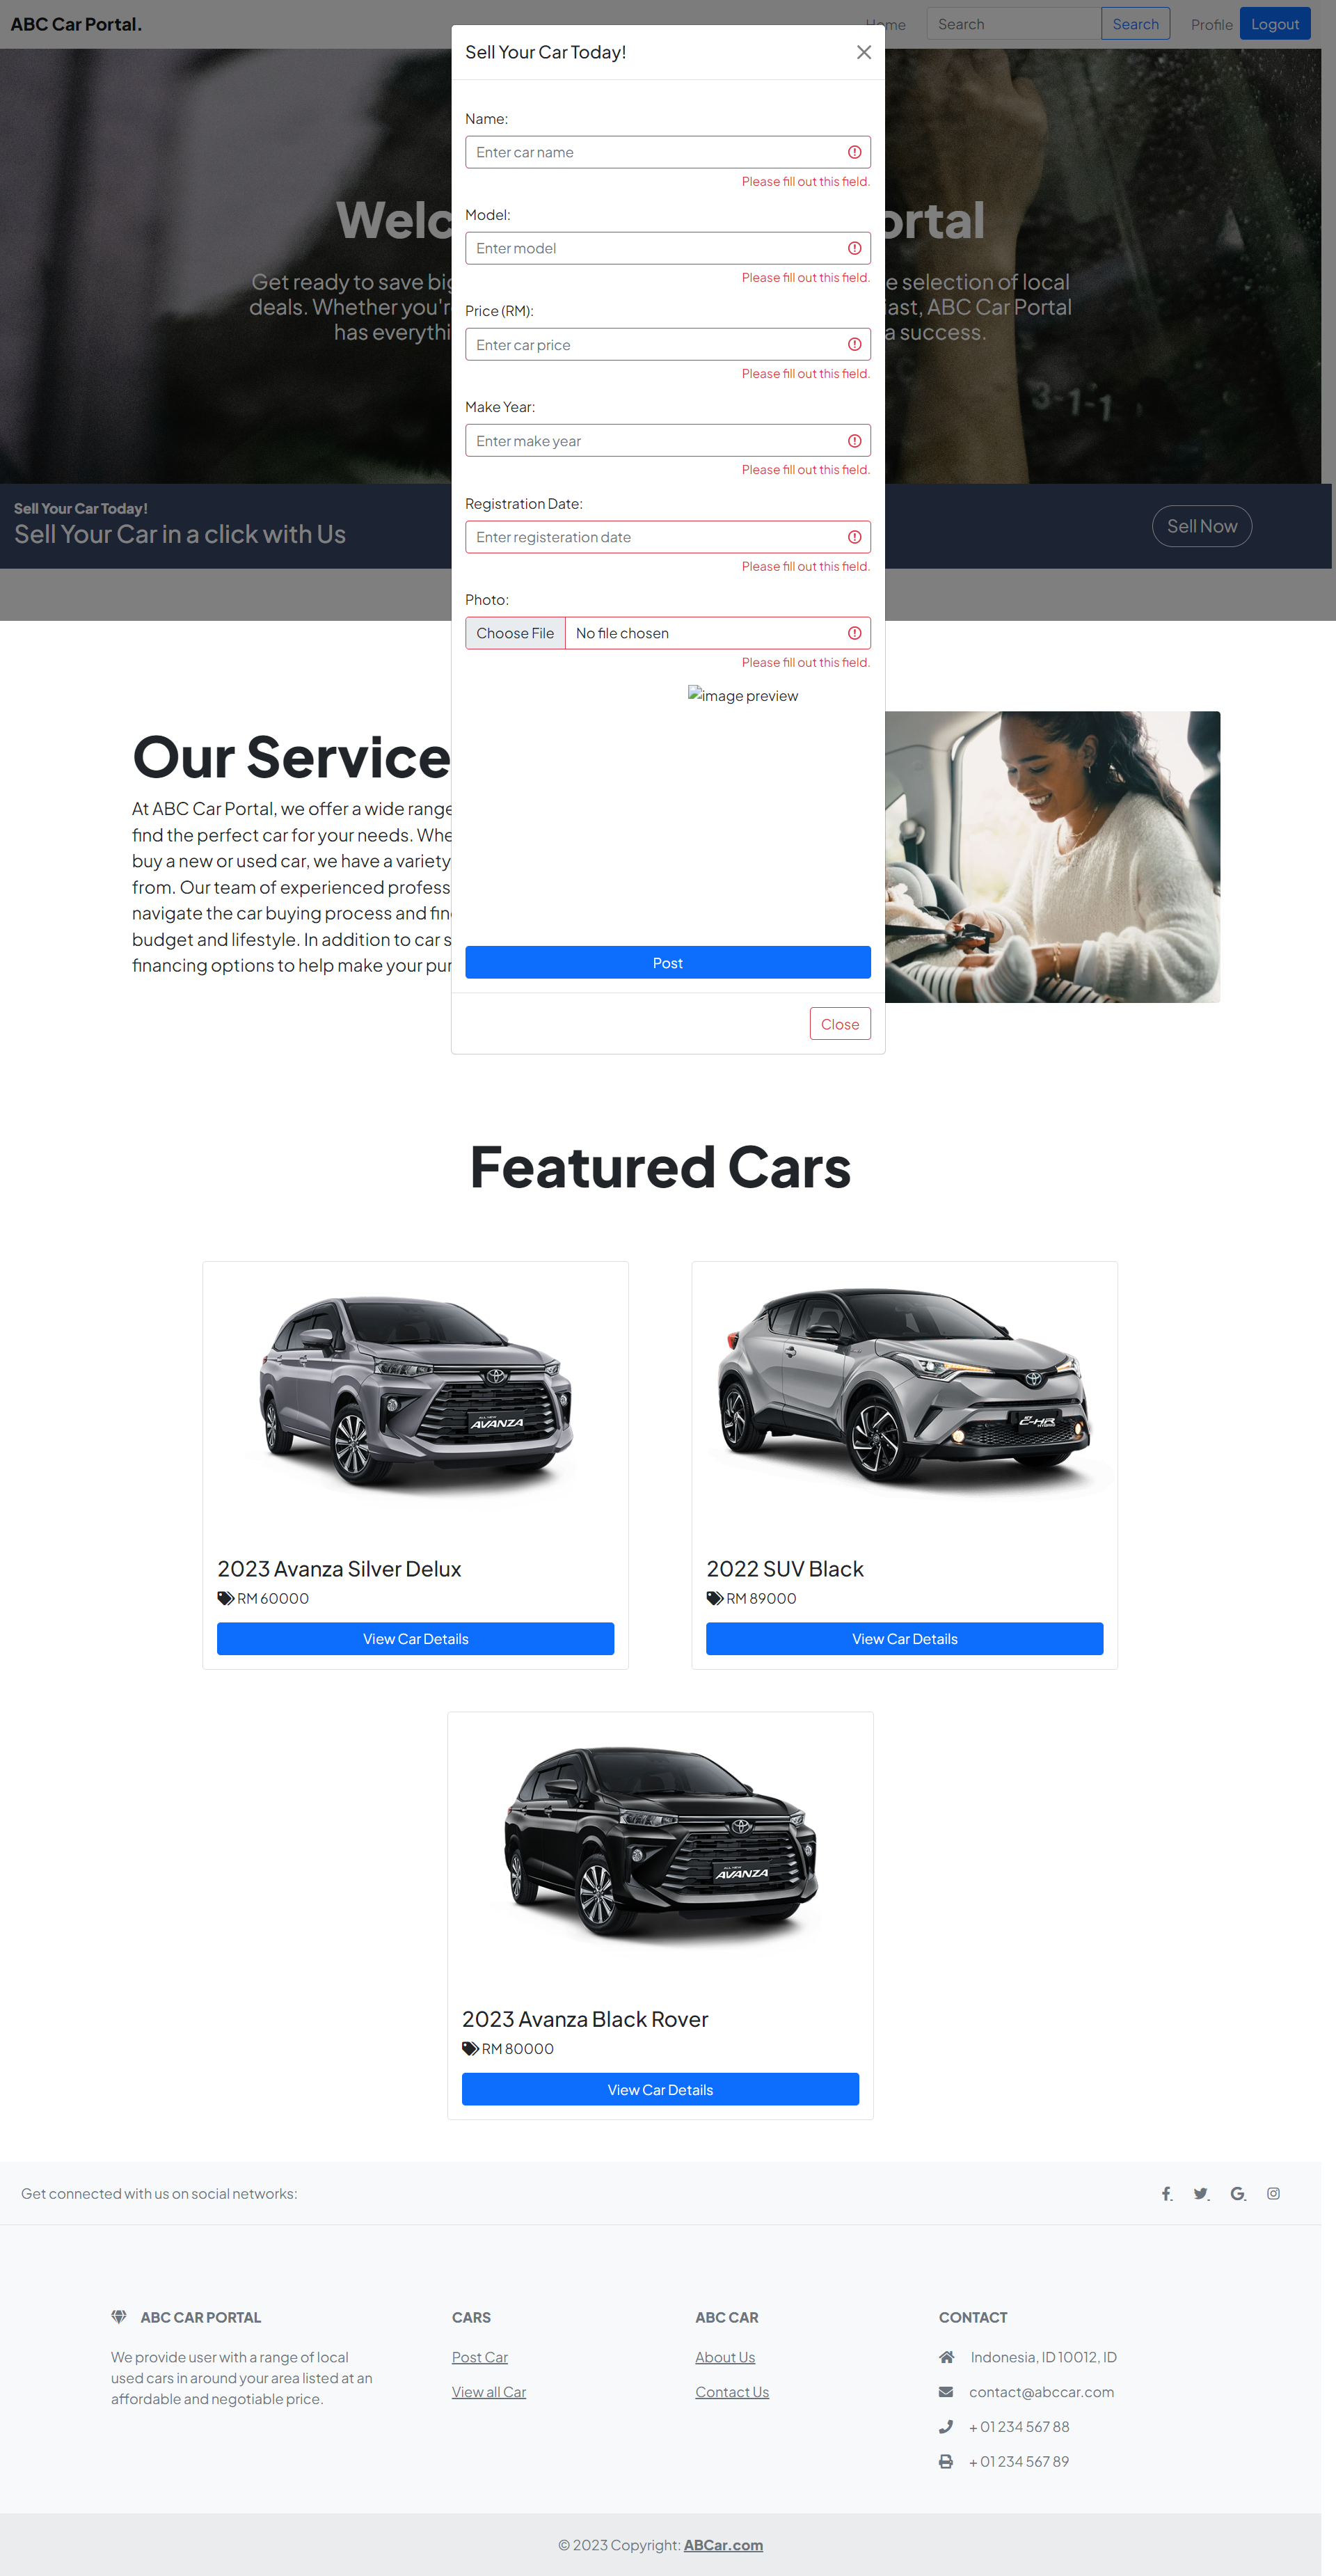 ABC Car Portal.
Home
Search
Search
Profile
Logout
Sell Your Car Today!
Name:
Enter car name
Please fill out this field.
Model:
Enter model
Please fill out this field.
Price (RM):
Enter car price
Please fill out this field.
Make Year:
Enter make year
Please fill out this field.
Registration Date:
Enter registeration date
Please fill out this field.
Photo:
Choose File No file chosen
Please fill out this field.
image preview
Post
Close
Get ready to save
e selection of local
deals. Whether
ABC Car Portal
has
a success.
3-1-1
Sell Your Car Today!
Sell Your Car in a click with Us
Sell Now
Our Service
At ABC Car Portal, we offer a wide range
find the perfect car for your needs.
buy a new or used car, we have a variety
from. Our team of experienced
navigate the car buying process and
budget and lifestyle. In addition to car
financing options to help make your
Featured Cars
ALL NEW AVANZA
C-HR
HYBRID
2023 Avanza Silver Delux
RM 60000
View Car Details
2022 SUV Black
RM 89000
View Car Details
ALL NEW AVANZA
2023 Avanza Black Rover
RM 80000
View Car Details
Get connected with us on social networks:
ABC CAR PORTAL
We provide user with a range of local
used cars in around your area listed at an
affordable and negotiable price.
CARS
Post Car
View all Car
ABC CAR
About Us
Contact Us
CONTACT
Indonesia, ID 10012, ID
contact@abccar.com
+ 01 234 567 88
+ 01 234 567 89
© 2023 Copyright: ABCar.com